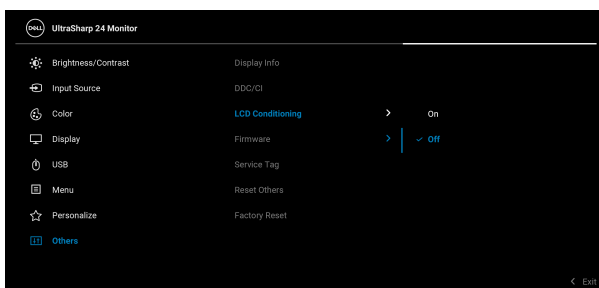 DELL UltraSharp 24 Monitor
Brightness/Contrast Display Info
Input Source DDC/CI
Color LCD Conditioning On
Display Firmware Off
USB Service Tag
Menu Reset Others
Personalize Factory Reset
Others
Exit